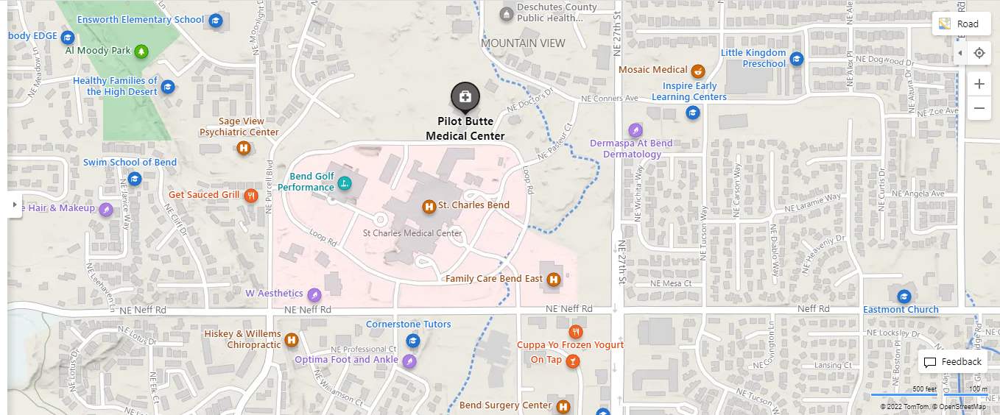 Ensworth Elementary School
Deschutes County
Public Health...
NE 27th St
NE Moonlight D
MOUNTAIN VIEW
Road
body EDGE
Al Moody Park
NE Meadow Ln
Healthy Families of
the High Desert
Little Kingdom
Preschool
NE Alex Pl
NE Dogwood Dr
Mosaic Medical
Inspire Early
Learning Centers
NE Altura Dr
NE Doctors Dr
NE Conners Ave
NE Zoe Ave
Pilot Butte
Medical Center
Sage View
Psychiatric Center
NE Pasteur Ct
Dermaspa At Bend
Dermatology
Swim School of Bend
NE Purcell Blvd
Bend Golf
Performance
Loop Rd
NE Wichita Way
NE Carson Way
NE Curtis Dr
Get Sauced Grill
NE Janice Way
e Hair & Makeup
NE Cliff Dr
St. Charles Bend
NE Laramie Way
NE Angela Ave
St Charles Medical Center
Loop Rd
NE Tucson Way
NE Diablo Way
NE Heavenly Dr
NE 27th St
NE Leehaven Ln
Family Care Bend East
NE Mesa Ct
W Aesthetics
NE Neff Rd
NE Neff Rd
NE Neff Rd
Neff Rd
Eastmont Church
NE Lotus Dr
Hiskey & Willems
Chiropractic
Cornerstone Tutors
NE Professional Ct
Optima Foot and Ankle
Cuppa Yo Frozen Yogurt
On Tap
NE Covington Ln
NE Locksley Dr
Lansing Ct
NE Boston Pl
Feedback
NE Lotus Dr
NE Elk Ct
NE Williamson Ct
Bend Surgery Center
NE Tucson W
500 feet
100 m
© 2022 TomTom, © OpenStreetMap